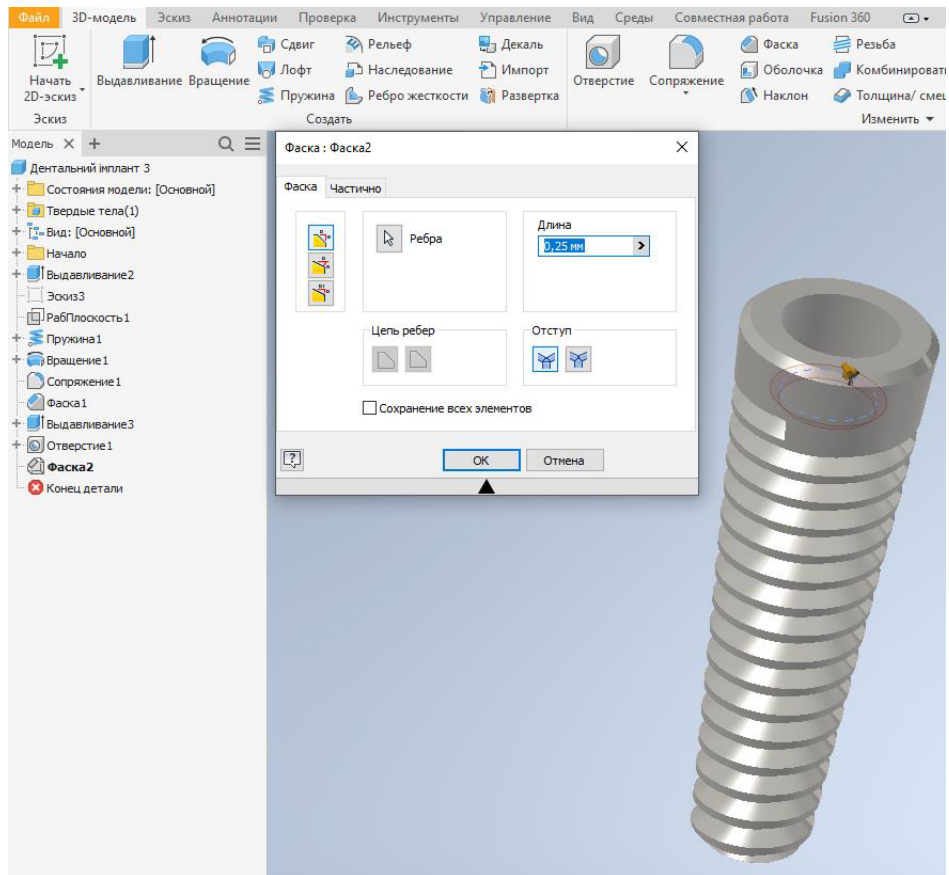 Файл 3D-модель Эскиз Аннотации Проверка Инструменты Управление Вид Среды Совместная работа Fusion 360
Начать 2D-эскиз
Выдавливание
Вращение
Сдвиг
Рельеф
Декаль
Лофт
Наследование
Импорт
Пружина
Ребро жесткости
Развертка
Отверстие
Сопряжение
Фаска
Резьба
Оболочка
Комбинироват
Наклон
Толщина/ смещ
Эскиз
Создать
Изменить
Модель
Дентальний імплант 3
Состояния модели: [Основной]
Твердые тела(1)
Вид: [Основной]
Начало
Выдавливание2
Эскиз3
РабПлоскость1
Пружина1
Вращение1
Сопряжение1
Фаска1
Выдавливание3
Отверстие1
Фаска2
Конец детали
Фаска : Фаска2
Фаска Частично
Ребра
Длина
0,25 мм
Цепь ребер
Отступ
Сохранение всех элементов
ОК
Отмена